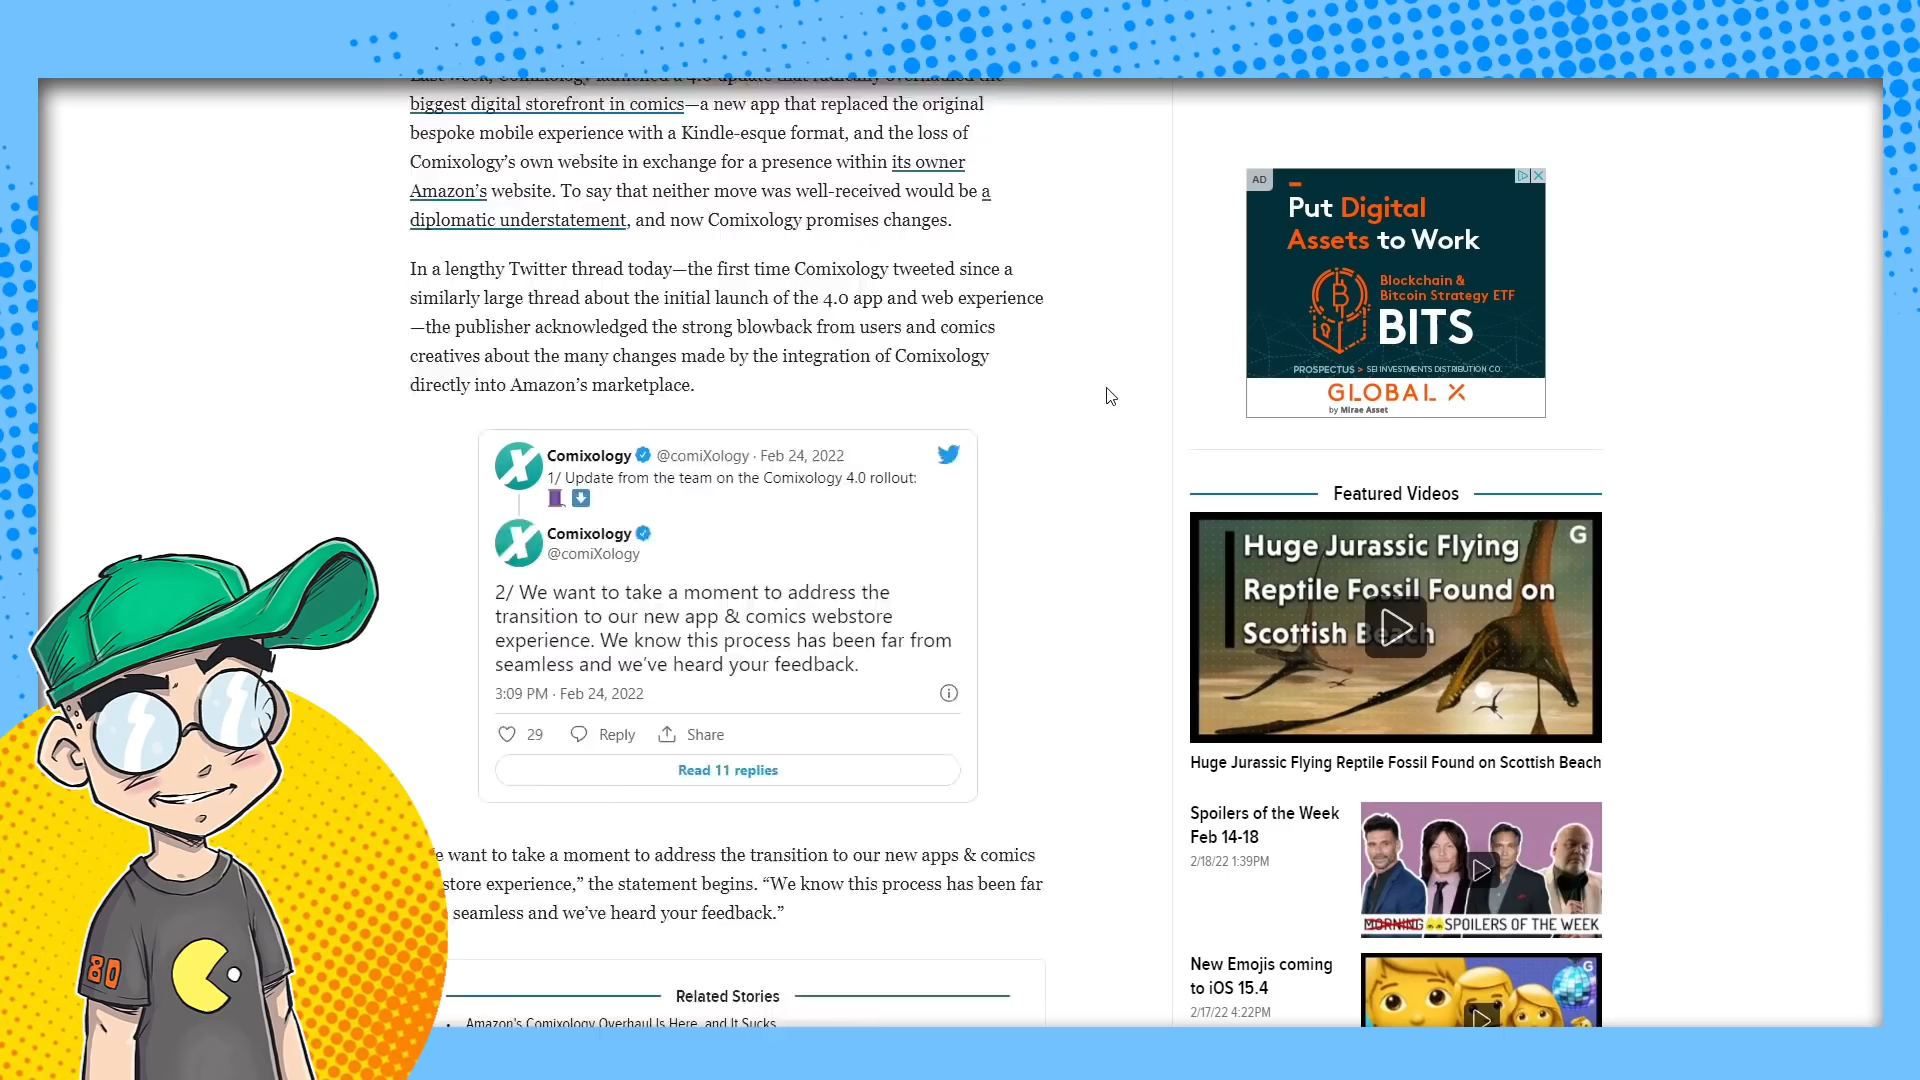 Last week, Comixology launched a 4.0 update that radically overhauled the
biggest digital storefront in comics—a new app that replaced the original
bespoke mobile experience with a Kindle-esque format, and the loss of
Comixology’s own website in exchange for a presence within its owner
Amazon’s website. To say that neither move was well-received would be a
diplomatic understatement, and now Comixology promises changes.
In a lengthy Twitter thread today—the first time Comixology tweeted since a
similarly large thread about the initial launch of the 4.0 app and web experience
—the publisher acknowledged the strong blowback from users and comics
creatives about the many changes made by the integration of Comixology
directly into Amazon’s marketplace.
Comixology @comiXology · Feb 24, 2022
1/ Update from the team on the Comixology 4.0 rollout:
Comixology
@comiXology
2/ We want to take a moment to address the
transition to our new app & comics webstore
experience. We know this process has been far from
seamless and we’ve heard your feedback.
3:09 PM · Feb 24, 2022
29 Reply Share
Read 11 replies
e want to take a moment to address the transition to our new apps & comics
store experience,” the statement begins. “We know this process has been far
seamless and we’ve heard your feedback.”
Related Stories
Amazon's Comixology Overhaul Is Here, and It Sucks
AD
Put Digital
Assets to Work
Blockchain &
Bitcoin Strategy ETF
BITS
PROSPECTUS > SEI INVESTMENTS DISTRIBUTION CO.
GLOBAL X
by Mirae Asset
Featured Videos
Huge Jurassic Flying
Reptile Fossil Found on
Scottish Beach
G
Huge Jurassic Flying Reptile Fossil Found on Scottish Beach
Spoilers of the Week
Feb 14-18
2/18/22 1:39PM
MORNING SPOILERS OF THE WEEK
New Emojis coming
to iOS 15.4
2/17/22 4:22PM
G
80